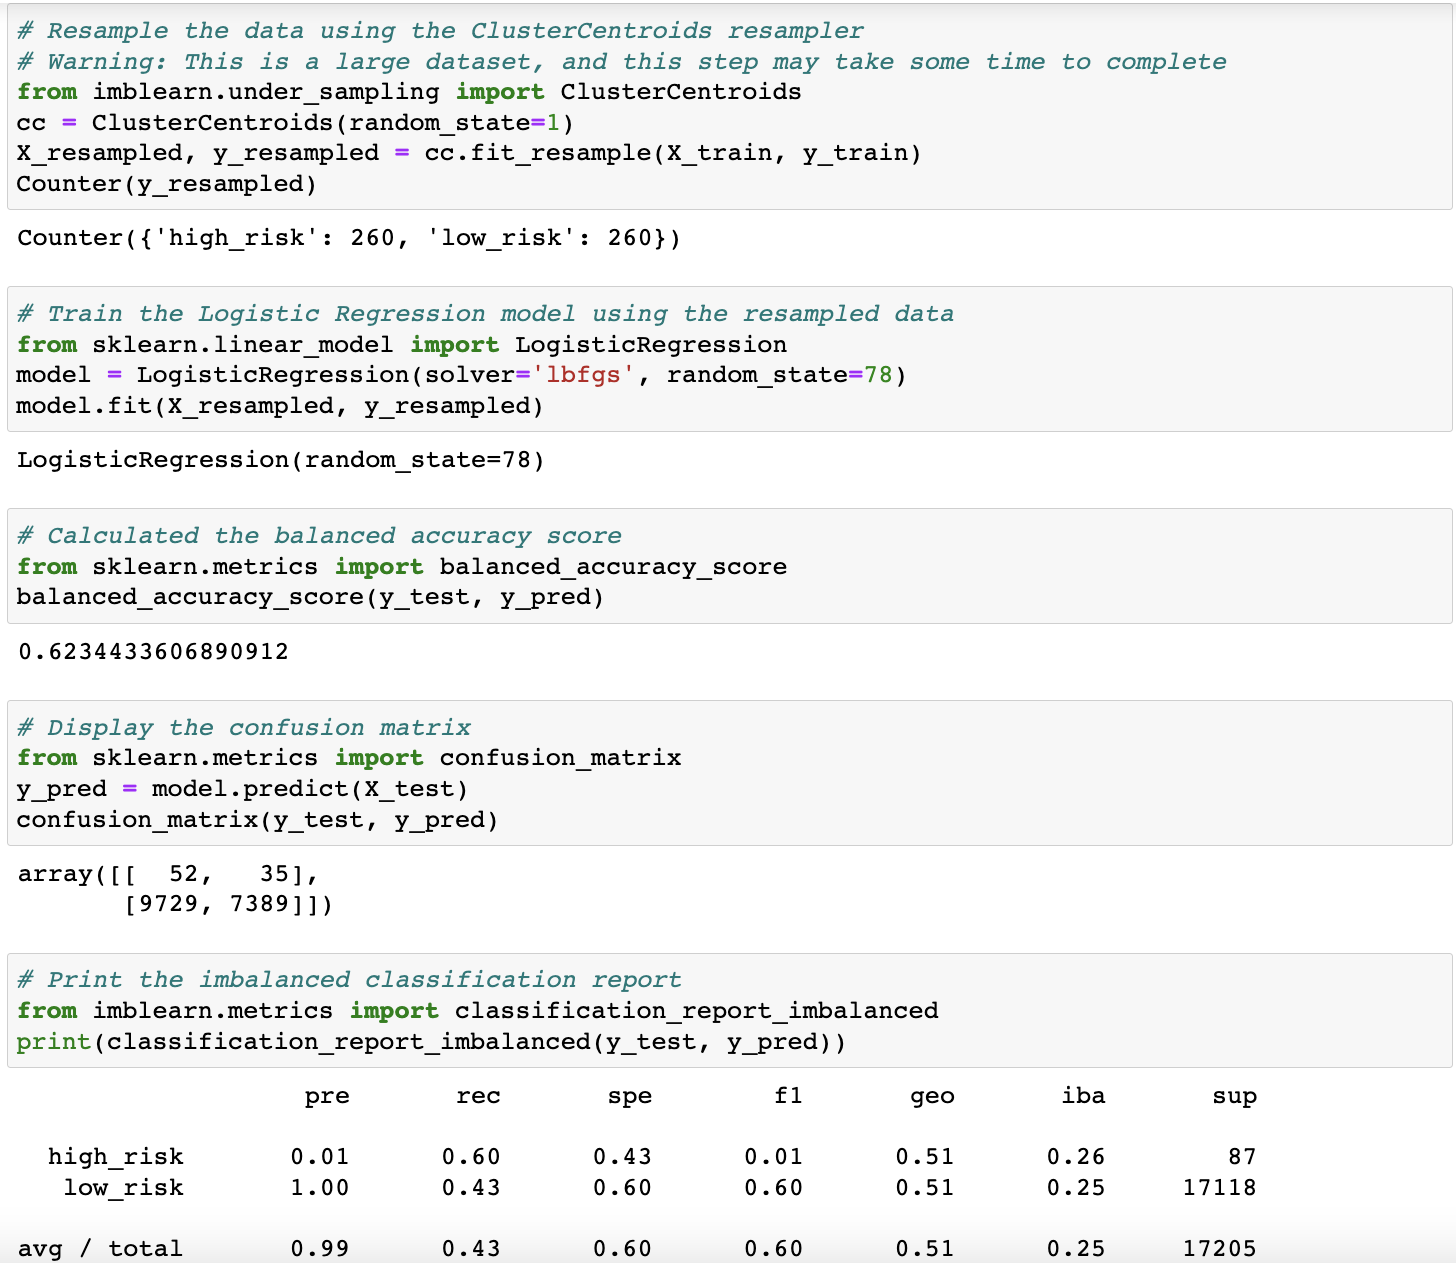 # Resample the data using the ClusterCentroids resampler
# Warning: This is a large dataset, and this step may take some time to complete
from imblearn.under_sampling import ClusterCentroids
cc = ClusterCentroids(random_state=1)
X_resampled, y_resampled = cc.fit_resample(X_train, y_train)
Counter(y_resampled)
Counter({'high_risk': 260, 'low_risk': 260})
# Train the Logistic Regression model using the resampled data
from sklearn.linear_model import LogisticRegression
model = LogisticRegression(solver='lbfgs', random_state=78)
model.fit(X_resampled, y_resampled)
LogisticRegression(random_state=78)
# Calculated the balanced accuracy score
from sklearn.metrics import balanced_accuracy_score
balanced_accuracy_score(y_test, y_pred)
0.6234433606890912
# Display the confusion matrix
from sklearn.metrics import confusion_matrix
y_pred = model.predict(X_test)
confusion_matrix(y_test, y_pred)
array([[  52,   35],
       [9729, 7389]])
# Print the imbalanced classification report
from imblearn.metrics import classification_report_imbalanced
print(classification_report_imbalanced(y_test, y_pred))
                   pre       rec       spe        f1       geo       iba       sup
  high_risk       0.01      0.60      0.43      0.01      0.51      0.26        87
   low_risk       1.00      0.43      0.60      0.60      0.51      0.25     17118
avg / total       0.99      0.43      0.60      0.60      0.51      0.25     17205